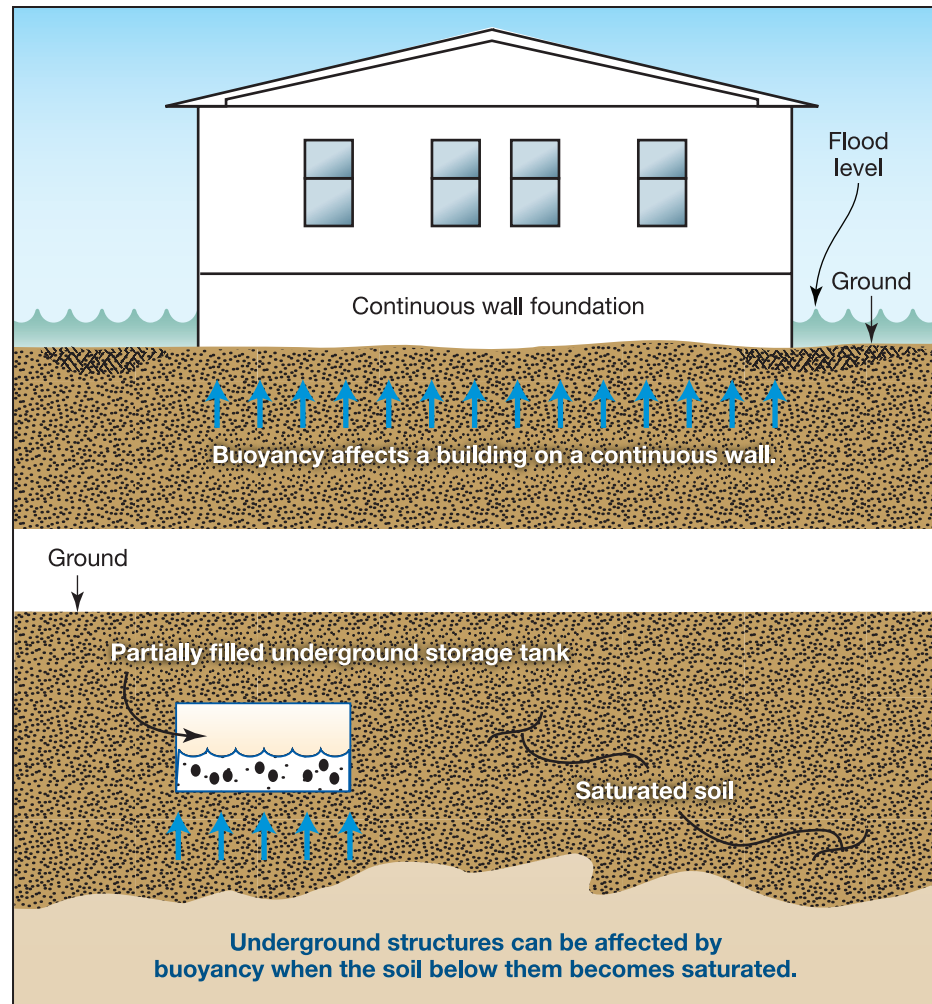 Flood
level
Ground
Continuous wall foundation
Buoyancy affects a building on a continuous wall.
Ground
Partially filled underground storage tank
Saturated soil
Underground structures can be affected by
buoyancy when the soil below them becomes saturated.